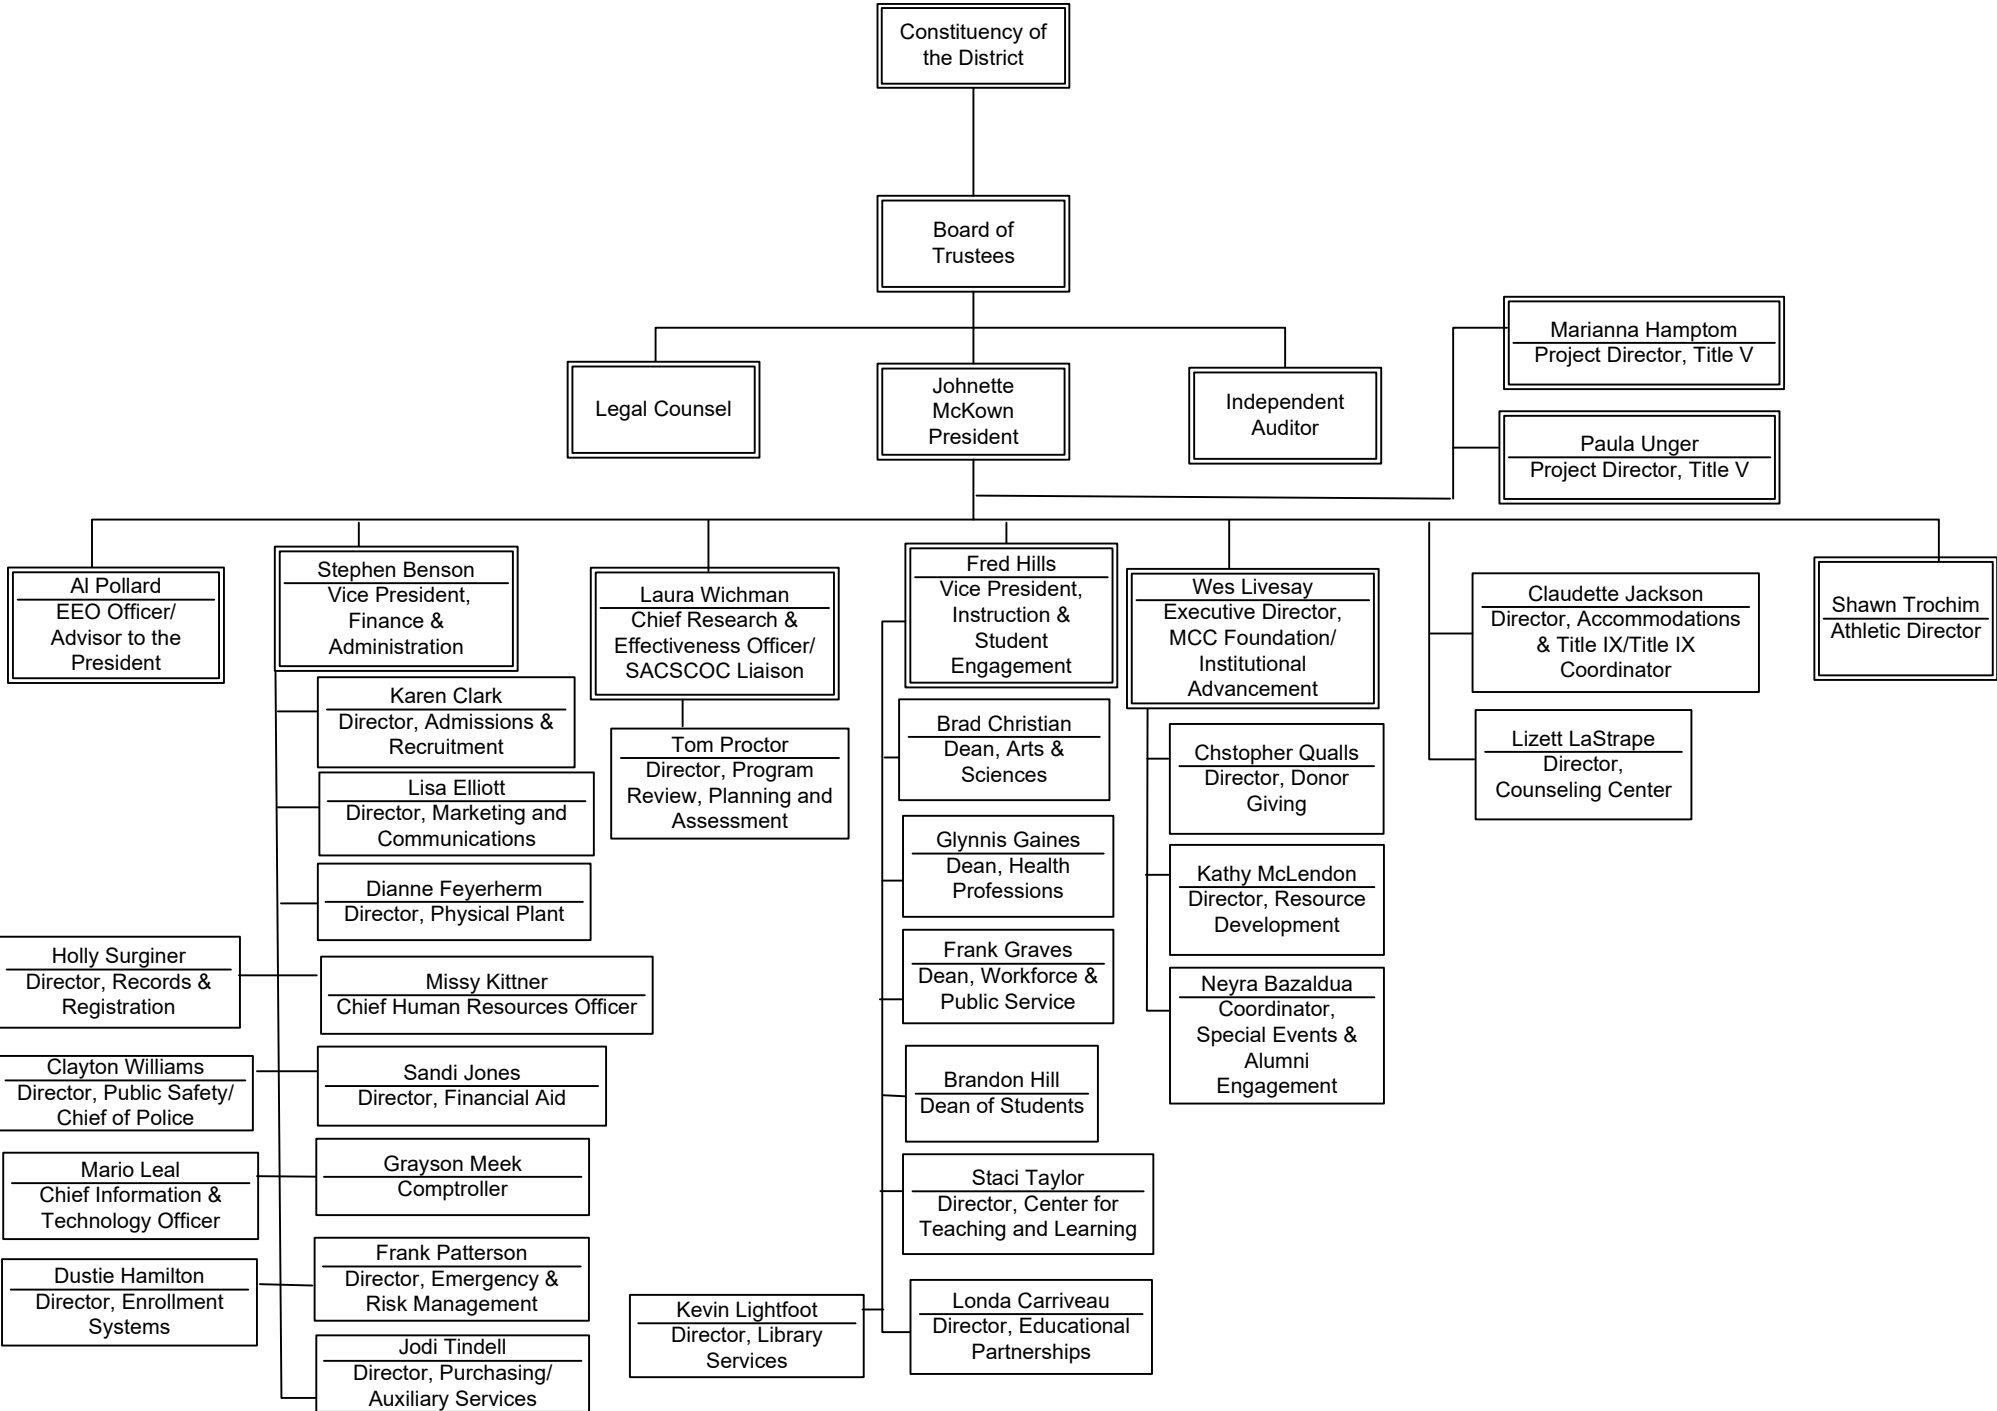 Constituency of
the District
Board of
Trustees
Marianna Hamptom
Project Director, Title V
Legal Counsel
Johnette
McKown
President
Independent
Auditor
Paula Unger
Project Director, Title V
Al Pollard
EEO Officer/
Advisor to the
President
Stephen Benson
Vice President,
Finance &
Administration
Laura Wichman
Chief Research &
Effectiveness Officer/
SACSCOC Liaison
Fred Hills
Vice President,
Instruction &
Student
Engagement
Wes Livesay
Executive Director,
MCC Foundation/
Institutional
Advancement
Claudette Jackson
Director, Accommodations
& Title IX/Title IX
Coordinator
Shawn Trochim
Athletic Director
Karen Clark
Director, Admissions &
Recruitment
Tom Proctor
Director, Program
Review, Planning and
Assessment
Brad Christian
Dean, Arts &
Sciences
Chstopher Qualls
Director, Donor
Giving
Lizett LaStrape
Director,
Counseling Center
Lisa Elliott
Director, Marketing and
Communications
Glynnis Gaines
Dean, Health
Professions
Kathy McLendon
Director, Resource
Development
Dianne Feyerherm
Director, Physical Plant
Holly Surginer
Director, Records &
Registration
Missy Kittner
Chief Human Resources Officer
Frank Graves
Dean, Workforce &
Public Service
Neyra Bazaldua
Coordinator,
Special Events &
Alumni
Engagement
Clayton Williams
Director, Public Safety/
Chief of Police
Sandi Jones
Director, Financial Aid
Brandon Hill
Dean of Students
Mario Leal
Chief Information &
Technology Officer
Grayson Meek
Comptroller
Staci Taylor
Director, Center for
Teaching and Learning
Dustie Hamilton
Director, Enrollment
Systems
Frank Patterson
Director, Emergency &
Risk Management
Kevin Lightfoot
Director, Library
Services
Londa Carriveau
Director, Educational
Partnerships
Jodi Tindell
Director, Purchasing/
Auxiliary Services